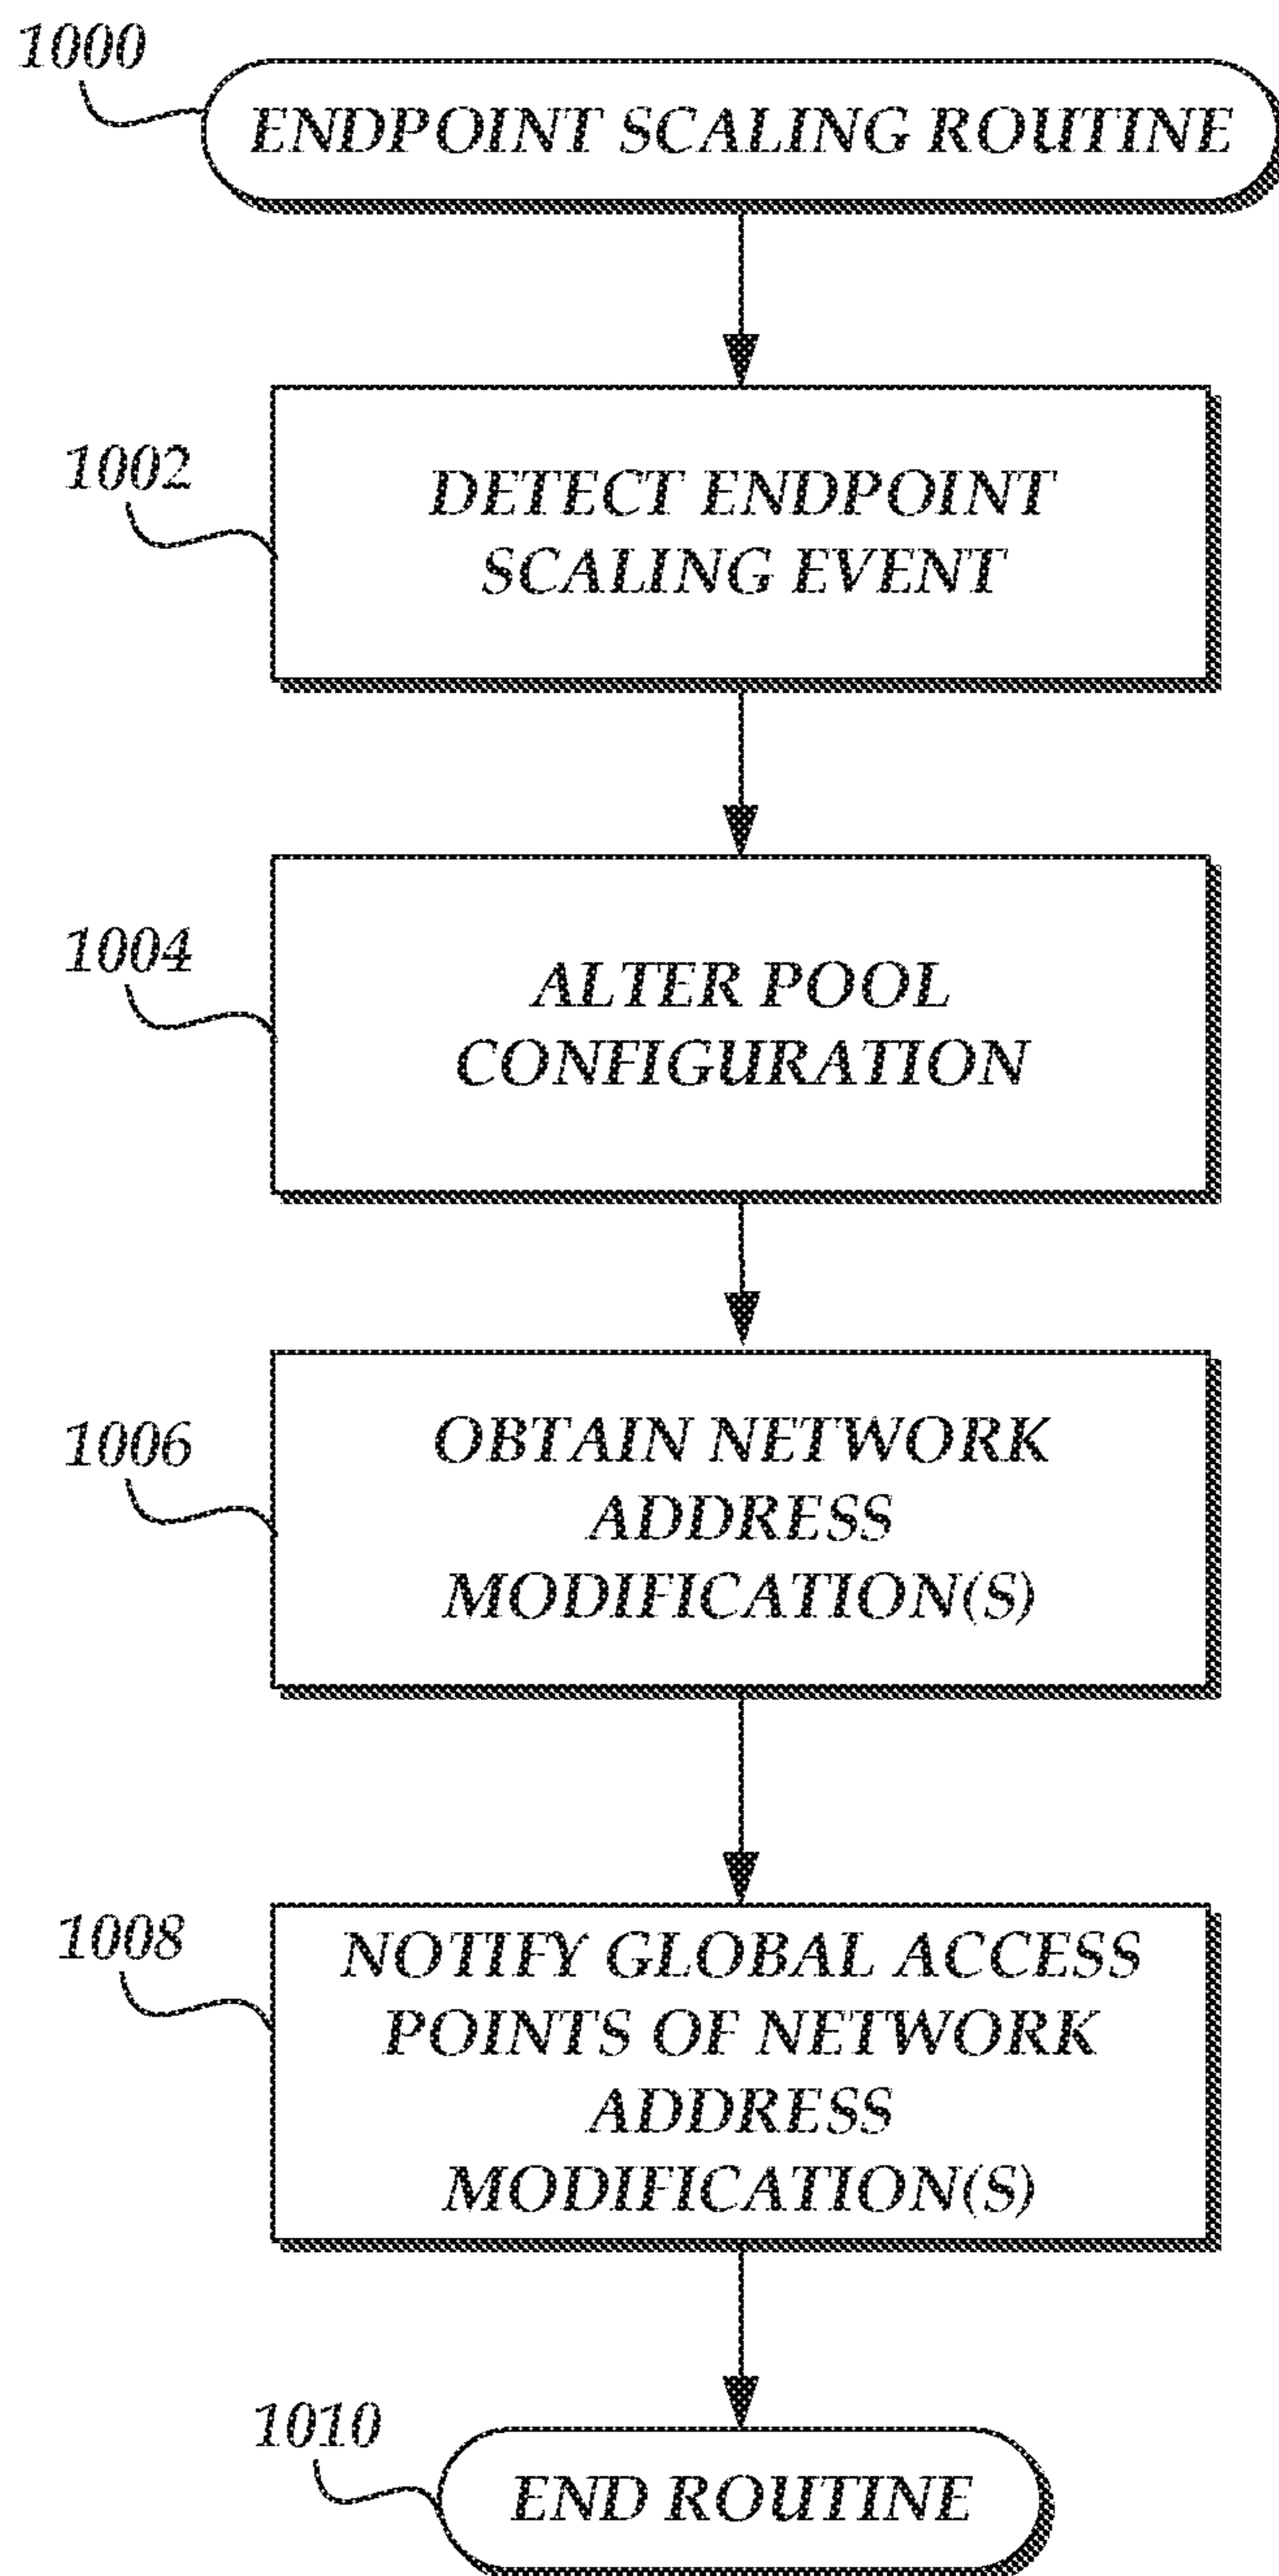 1000
ENDPOINT SCALING ROUTINE
1002
DETECT ENDPOINT
SCALING EVENT
1004
ALTER POOL
CONFIGURATION
1006
OBTAIN NETWORK
ADDRESS
MODIFICATION(S)
1008
NOTIFY GLOBAL ACCESS
POINTS OF NETWORK
ADDRESS
MODIFICATION(S)
1010
END ROUTINE